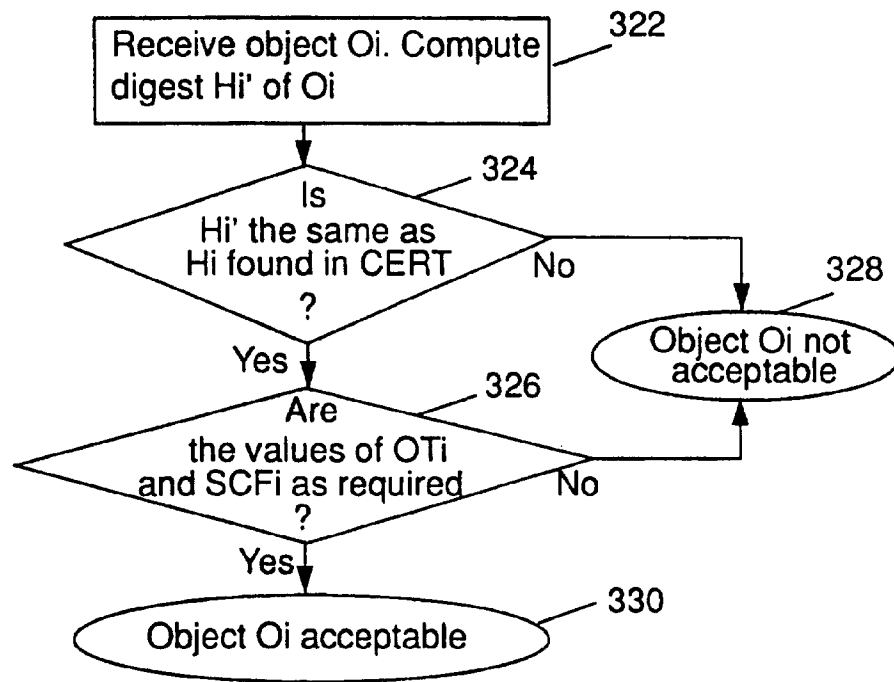 Receive object Oi. Compute
digest Hi' of Oi
322
Is
Hi' the same as
Hi found in CERT
?
324
No
Yes
328
Object Oi not
acceptable
Are
the values of OTi
and SCFi as required
?
326
No
Yes
330
Object Oi acceptable